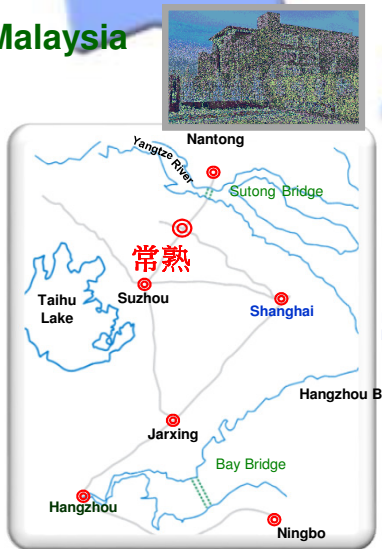 Malaysia
Nantong
Yangtze River
Sutong Bridge
常熟
Taihu
Lake
Suzhou
Shanghai
Hangzhou B
Jarxing
Bay Bridge
Hangzhou
Ningbo